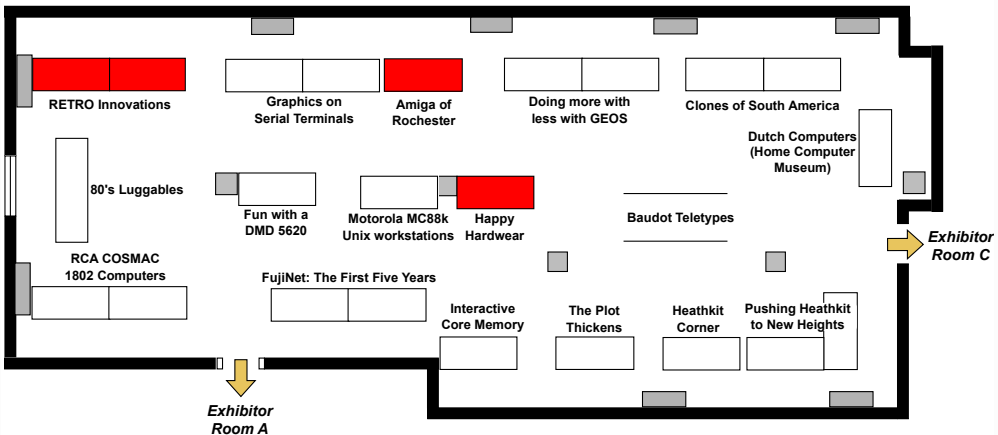 RETRO Innovations
Graphics on
Serial Terminals
Amiga of
Rochester
Doing more with
less with GEOS
Clones of South America
Dutch Computers
(Home Computer
Museum)
80's Luggables
Fun with a
DMD 5620
Motorola MC88k
Unix workstations
Happy
Hardwear
Baudot Teletypes
Exhibitor
Room C
RCA COSMAC
1802 Computers
FujiNet: The First Five Years
Interactive
Core Memory
The Plot
Thickens
Heathkit
Corner
Pushing Heathkit
to New Heights
Exhibitor
Room A